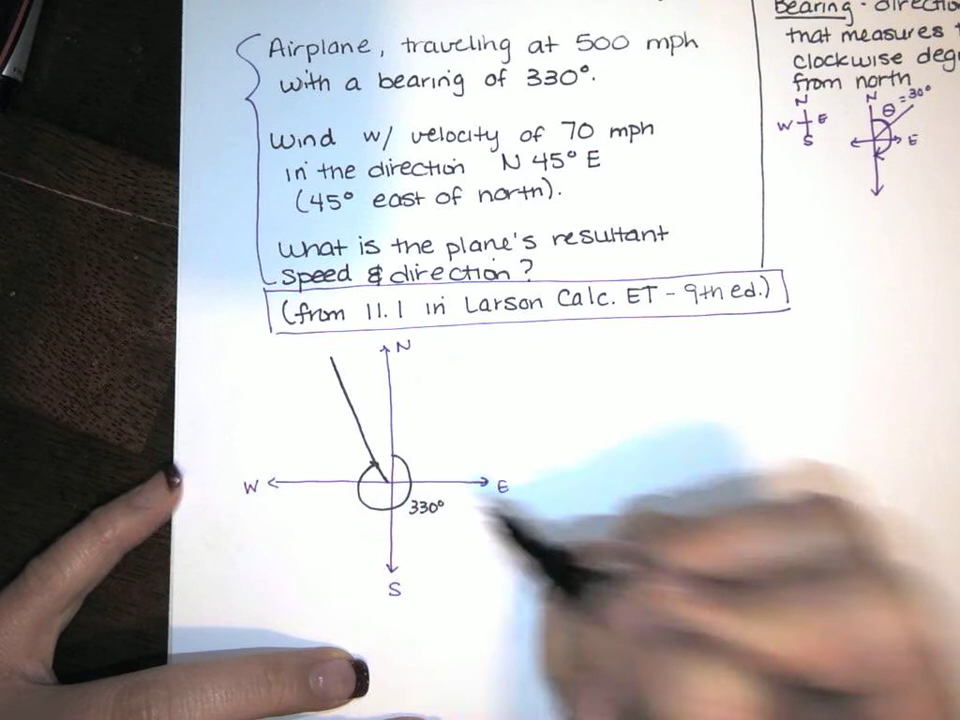 Airplane, traveling at 500 mph
with a bearing of 330°.
Wind w/ velocity of 70 mph
in the direction N 45° E
(45° east of north).
What is the plane's resultant
speed & direction?
(from 11.1 in Larson Calc. ET - 9th ed.)
Bearing -
that measures
clockwise
from north
N
W E
S
N
θ = 30°
E
N
W E
330°
S